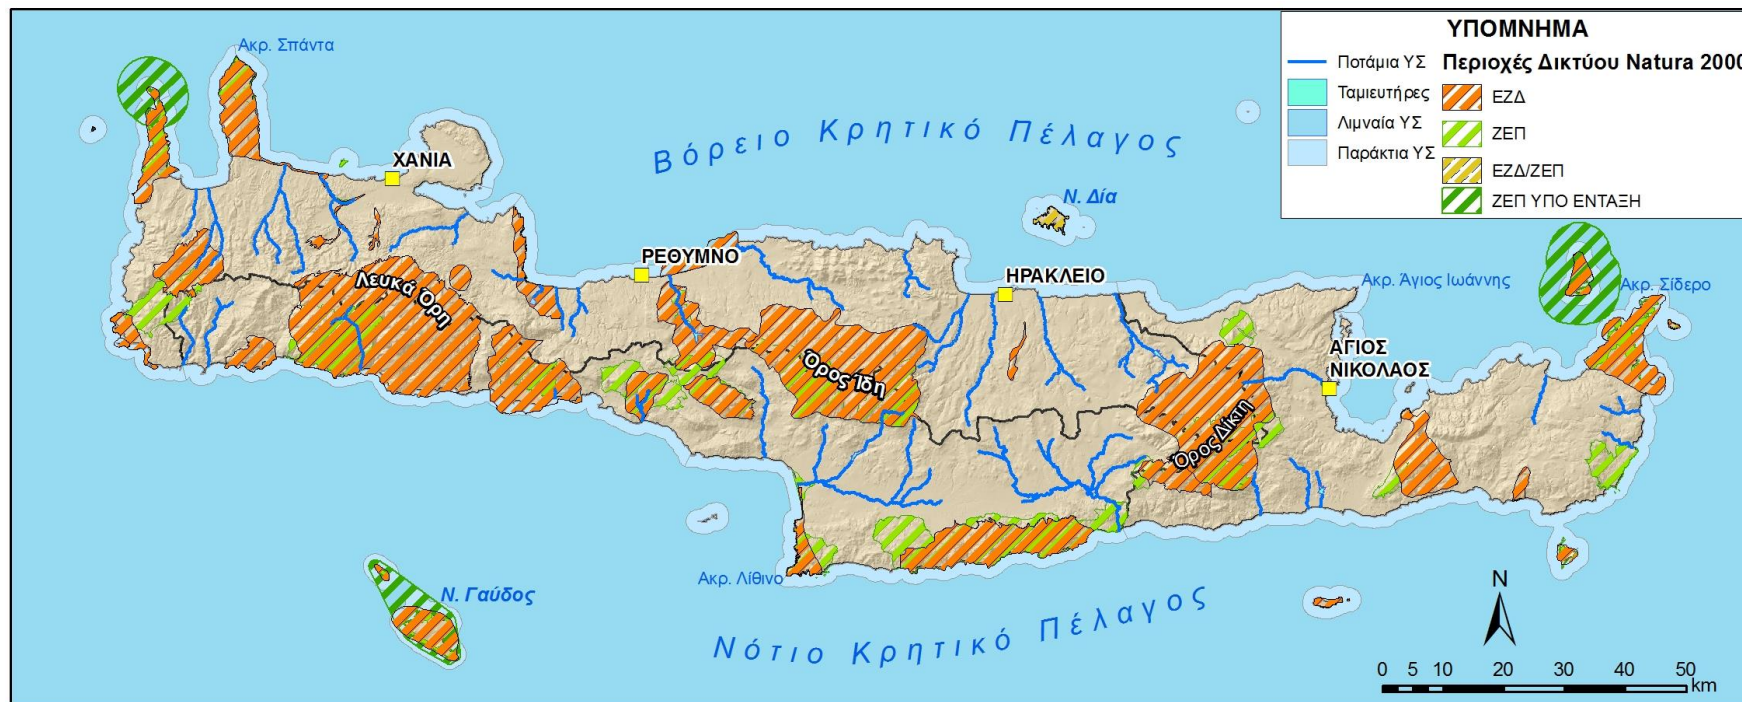 Ακρ. Σπάντα
ΥΠΟΜΝΗΜΑ
Ποτάμια ΥΣ
Περιοχές Δικτύου Natura 2000
Ταμιευτήρες
ΕΖΔ
Λιμναία ΥΣ
ΖΕΠ
Παράκτια ΥΣ
ΕΖΔ/ΖΕΠ
ΖΕΠ ΥΠΟ ΕΝΤΑΞΗ
Βόρειο Κρητικό Πέλαγος
ΧΑΝΙΑ
Ν. Δία
ΡΕΘΥΜΝΟ
ΗΡΑΚΛΕΙΟ
Ακρ. Άγιος Ιωάννης
Ακρ. Σίδερο
Λευκά Όρη
ΑΓΙΟΣ
ΝΙΚΟΛΑΟΣ
Όρος Ίδη
Όρος Δίκτη
Ακρ. Λίθινο
Ν. Γαύδος
Νότιο Κρητικό Πέλαγος
N
0 5 10 20 30 40 50
km